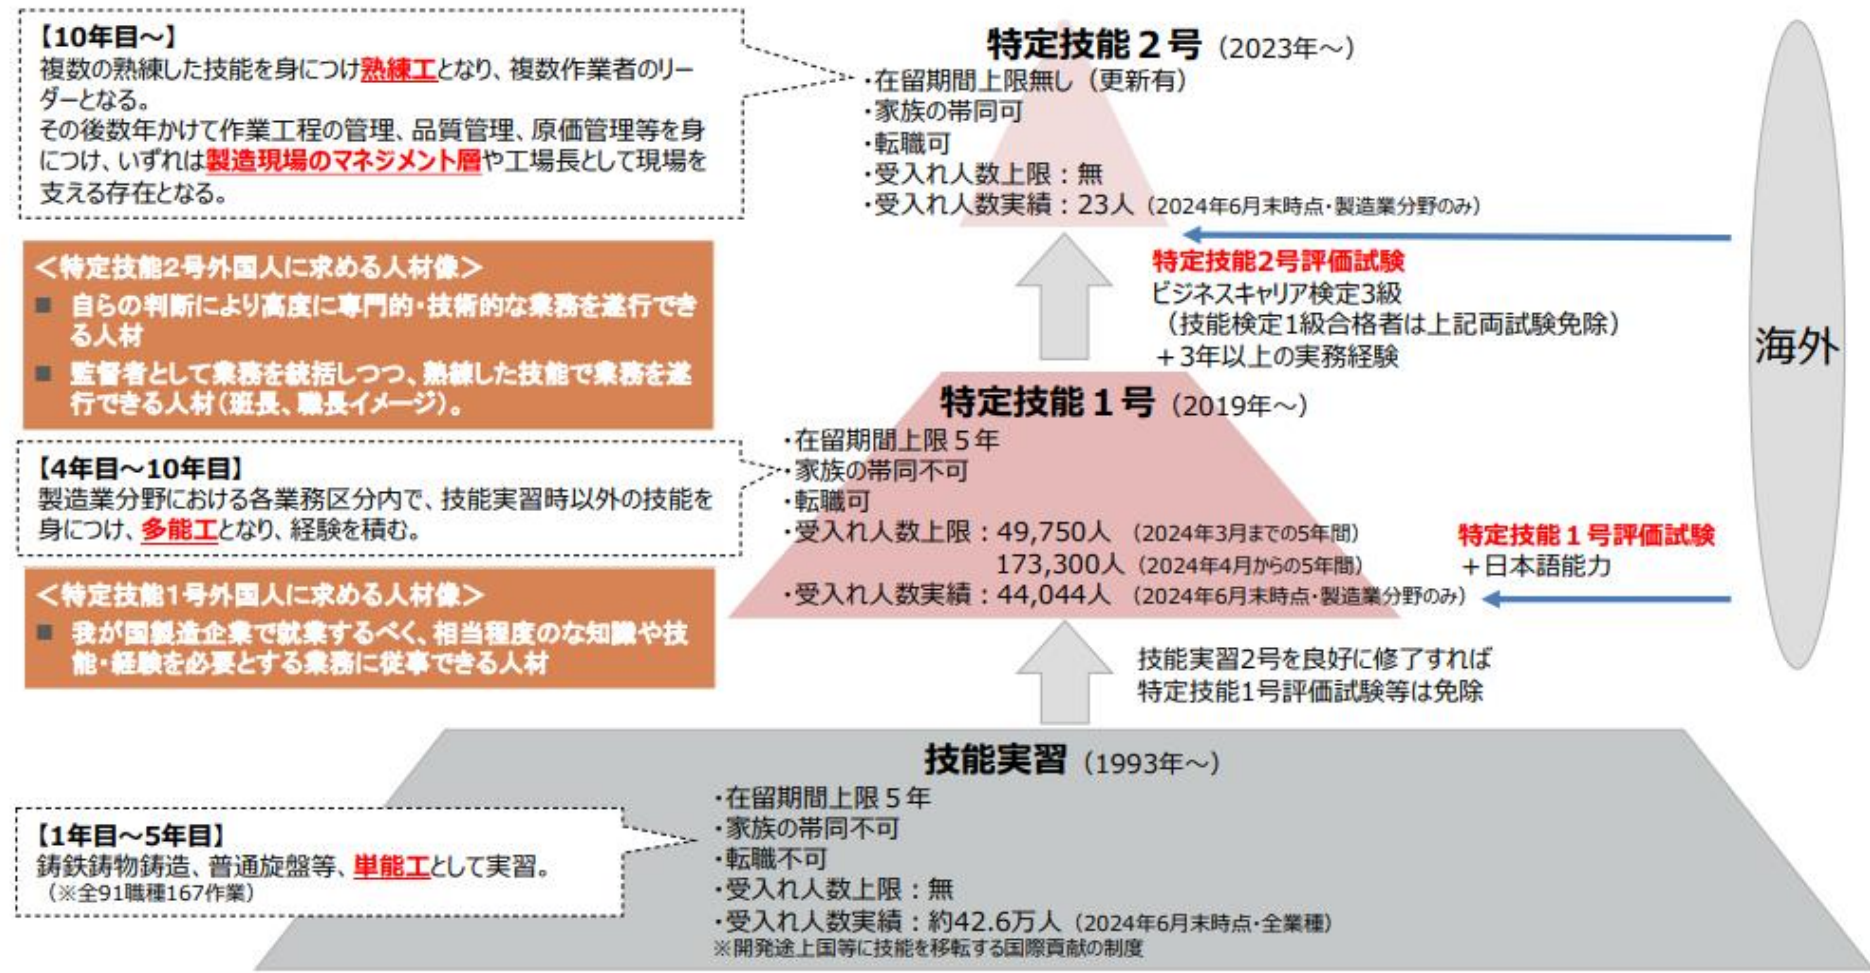 【10年目～】
複数の熟練した技能を身につけ熟練工となり、複数作業者のリー
ダーとなる。
その後数年かけて作業工程の管理、品質管理、原価管理等を身
につけ、いずれは製造現場のマネジメント層や工場長として現場を
支える存在となる。
特定技能２号（2023年～）
・在留期間上限無し（更新有）
・家族の帯同可
・転職可
・受入れ人数上限：無
・受入れ人数実績：23人（2024年6月末時点・製造業分野のみ）
＜特定技能2号外国人に求める人材像＞
■ 自らの判断により高度に専門的・技術的な業務を遂行でき
る人材
■ 監督者として業務を統括しつつ、熟練した技能で業務を遂
行できる人材（班長、職長イメージ）。
特定技能2号評価試験
ビジネスキャリア検定3級
（技能検定1級合格者は上記両試験免除）
＋3年以上の実務経験
海外
【4年目～10年目】
製造業分野における各業務区分内で、技能実習時以外の技能を
身につけ、多能工となり、経験を積む。
特定技能１号（2019年～）
・在留期間上限５年
・家族の帯同不可
・転職可
・受入れ人数上限：49,750人（2024年3月までの5年間）
173,300人（2024年4月からの5年間）
・受入れ人数実績：44,044人（2024年6月末時点・製造業分野のみ）
特定技能１号評価試験
＋日本語能力
＜特定技能1号外国人に求める人材像＞
■ 我が国製造企業で就業するべく、相当程度のな知識や技
能・経験を必要とする業務に従事できる人材
技能実習2号を良好に修了すれば
特定技能1号評価試験等は免除
技能実習（1993年～）
・在留期間上限５年
・家族の帯同不可
・転職不可
・受入れ人数上限：無
・受入れ人数実績：約42.6万人（2024年6月末時点・全業種）
※開発途上国等に技能を移転する国際貢献の制度
【1年目～5年目】
鋳鉄鋳物鋳造、普通旋盤等、単能工として実習。
（※全91職種167作業）